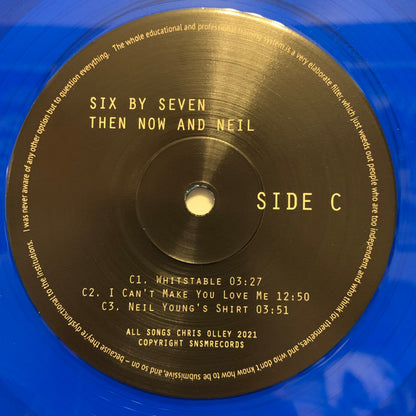 SIX BY SEVEN
THEN NOW AND NEIL
SIDE C
C1. Whitstable 03:27
C2. I Can't Make You Love Me 12:50
C3. Neil Young's Shirt 03:51
ALL SONGS CHRIS OLLEY 2021
COPYRIGHT SNSMRECORDS
I was never aware of any other option but to question everything. The whole educational and professional training system is a very elaborate filter, which just weeds out people who are too independent, and who think for themselves, and who don't know how to be submissive, and so on – because they're dysfunctional to the institutions.